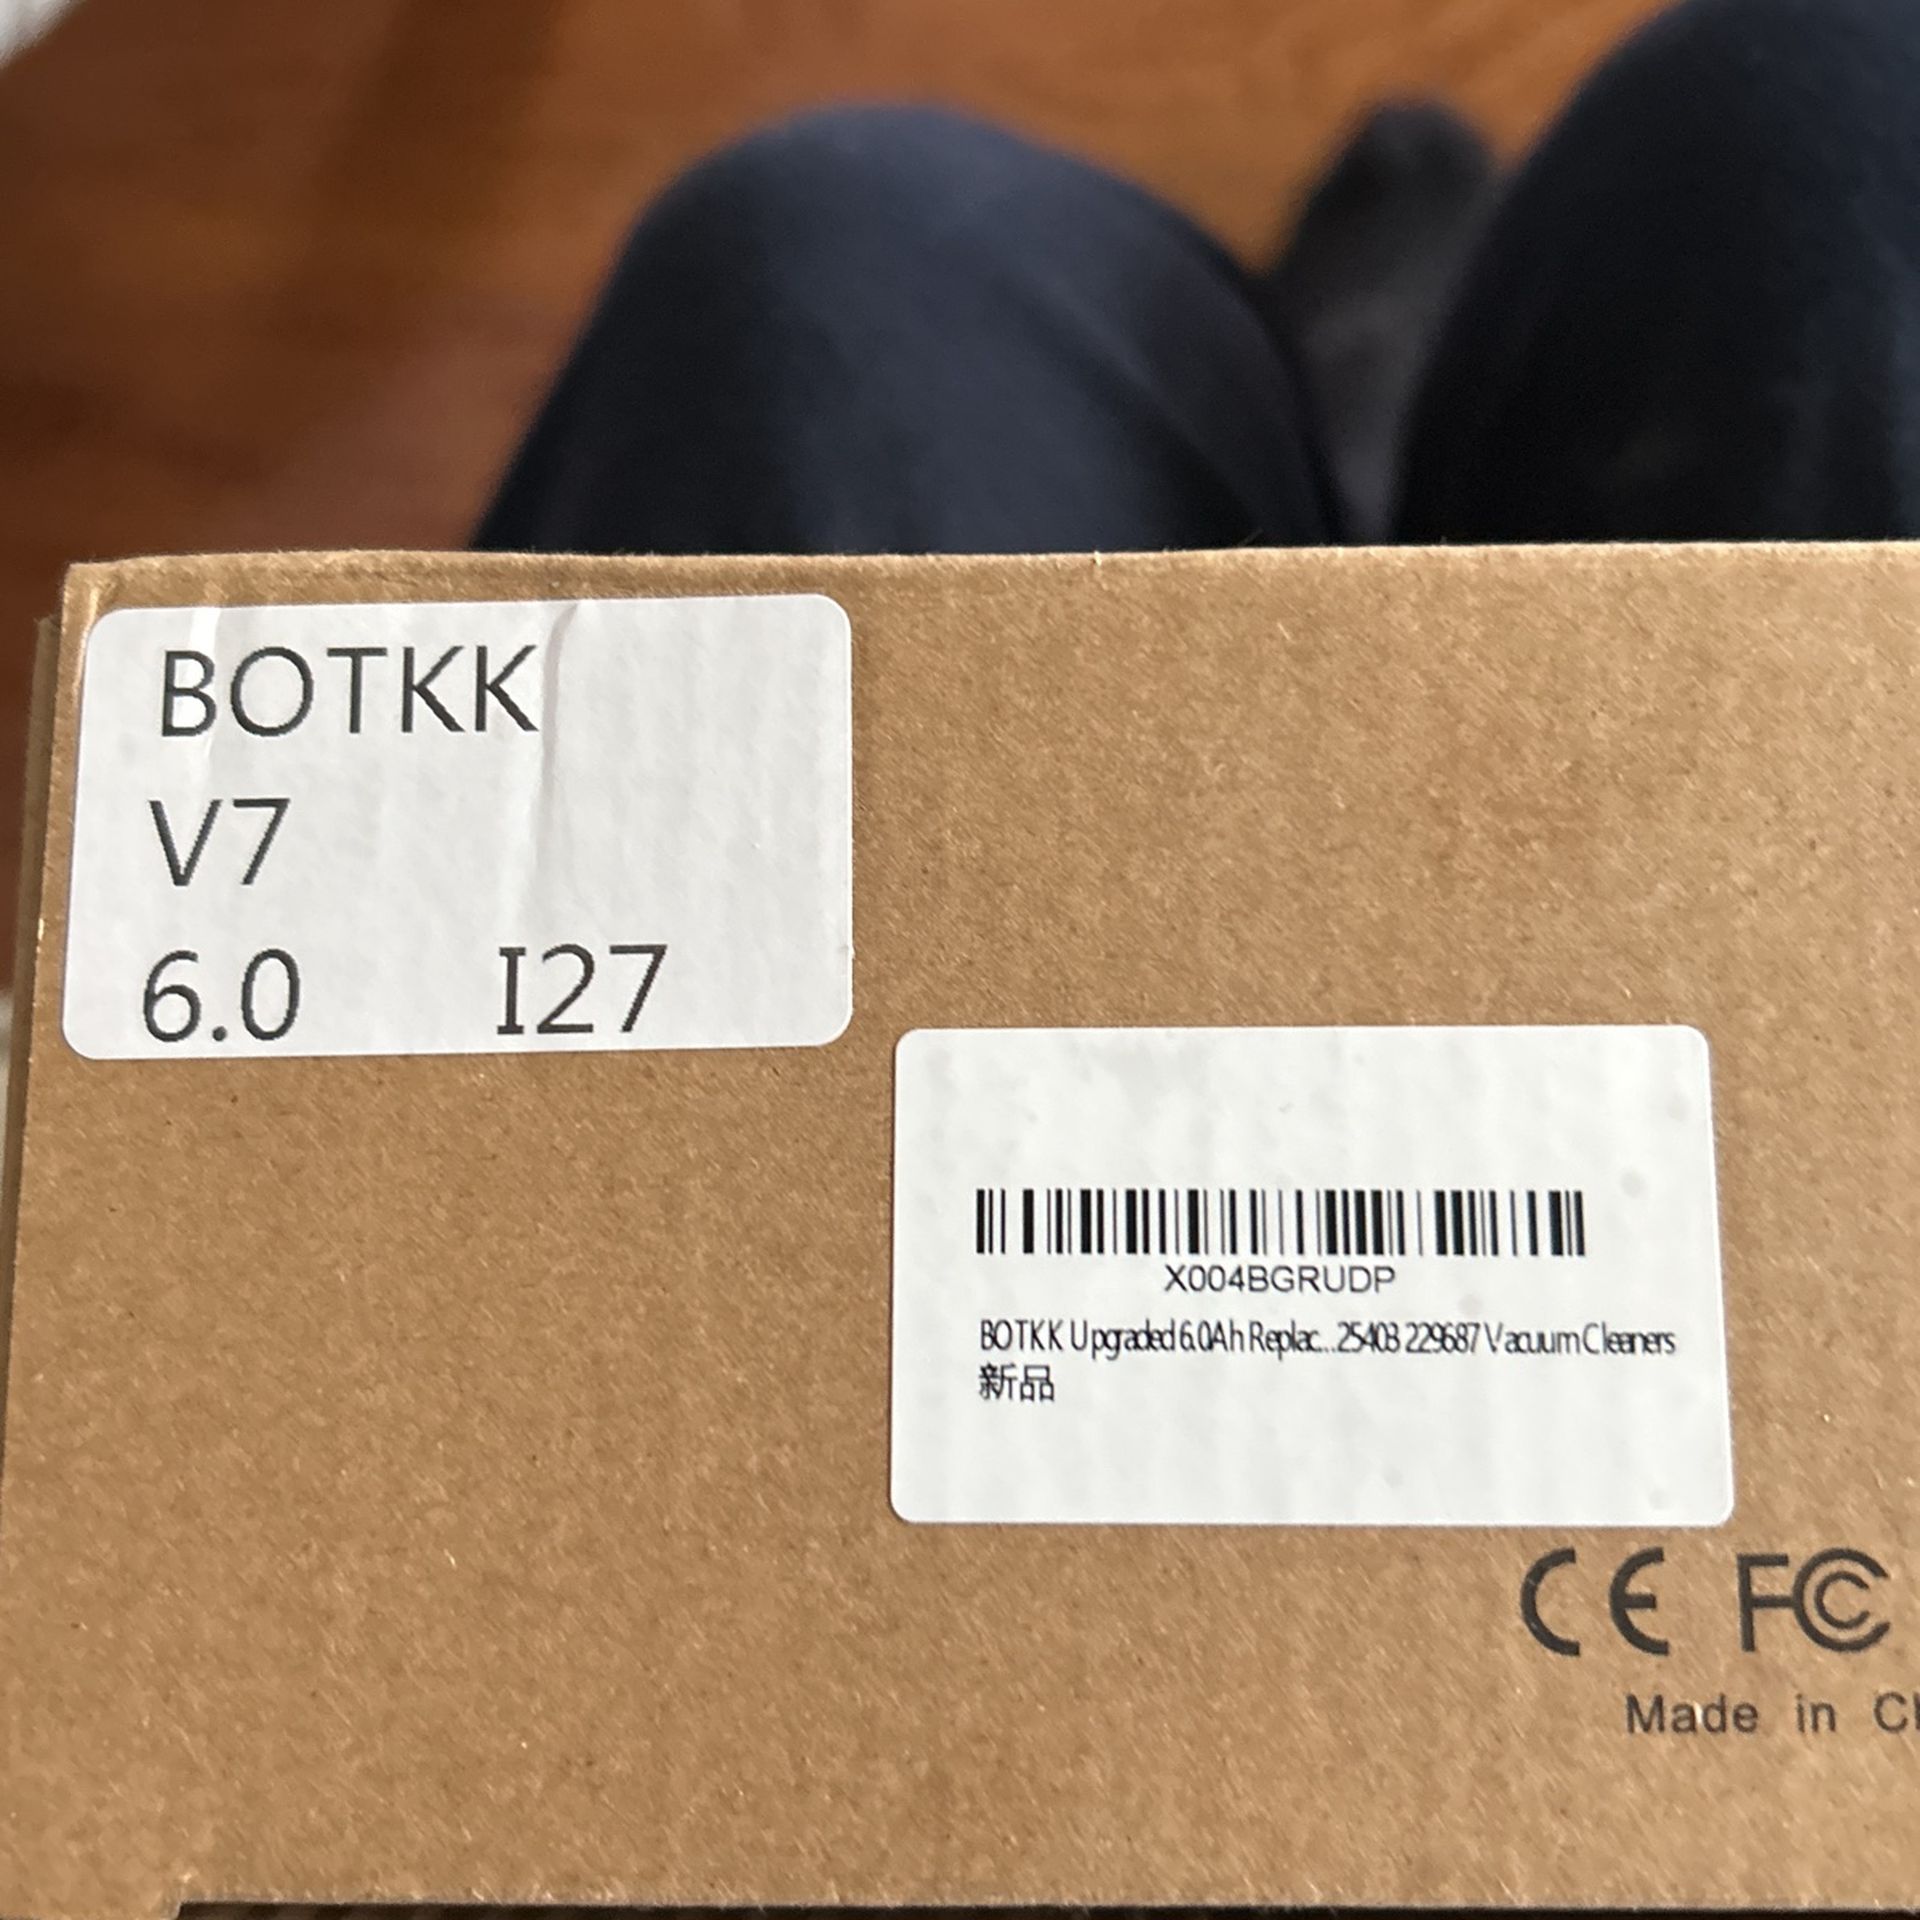 BOTKK
V7
6.0 I27
X004BGRUDP
BOTKK Upgraded 6.0Ah Replac...25403 229687 Vacuum Cleaners
新品
CE FC
Made in